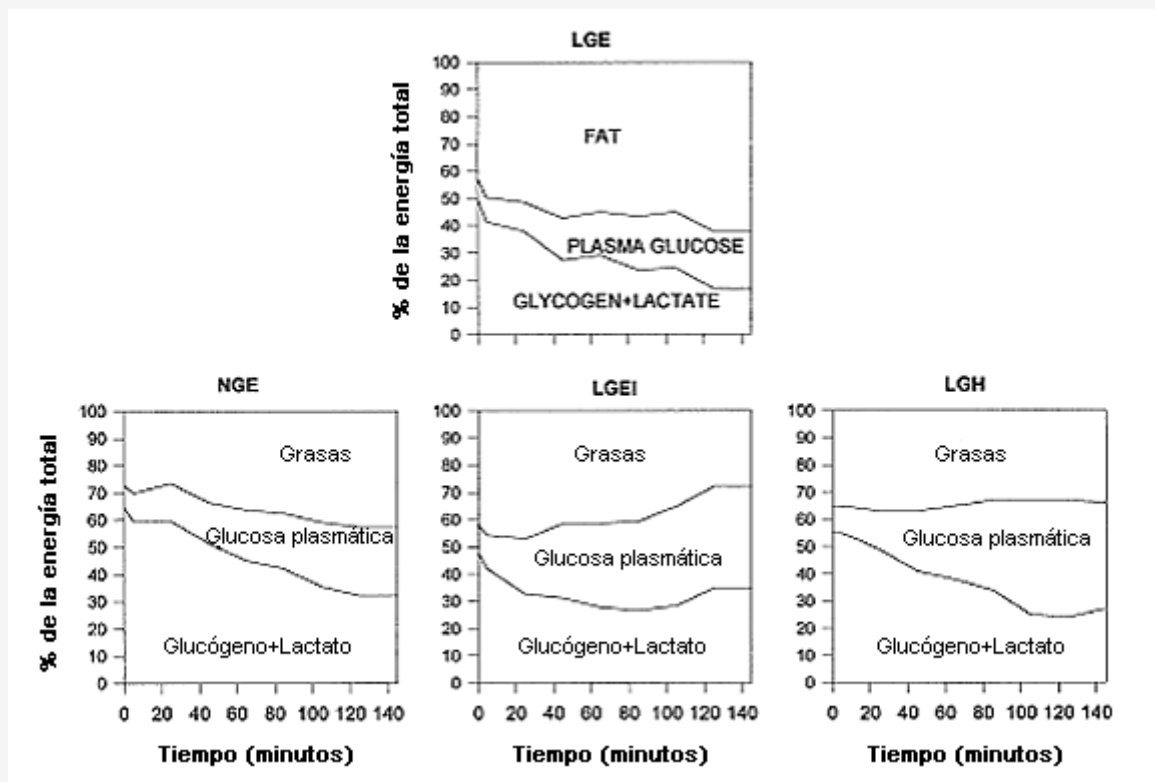 LGE
% de la energía total
100
90
80
70
60
50
40
30
20
10
0
FAT
PLASMA GLUCOSE
GLYCOGEN+LACTATE
NGE
% de la energía total
100
90
80
70
60
50
40
30
20
10
0
Grasas
Glucosa plasmática
Glucógeno+Lactato
0 20 40 60 80 100 120 140
Tiempo (minutos)
LGEI
100
90
80
70
60
50
40
30
20
10
0
Grasas
Glucosa plasmática
Glucógeno+Lactato
0 20 40 60 80 100 120 140
Tiempo (minutos)
LGH
100
90
80
70
60
50
40
30
20
10
0
Grasas
Glucosa plasmática
Glucógeno+Lactato
0 20 40 60 80 100 120 140
Tiempo (minutos)